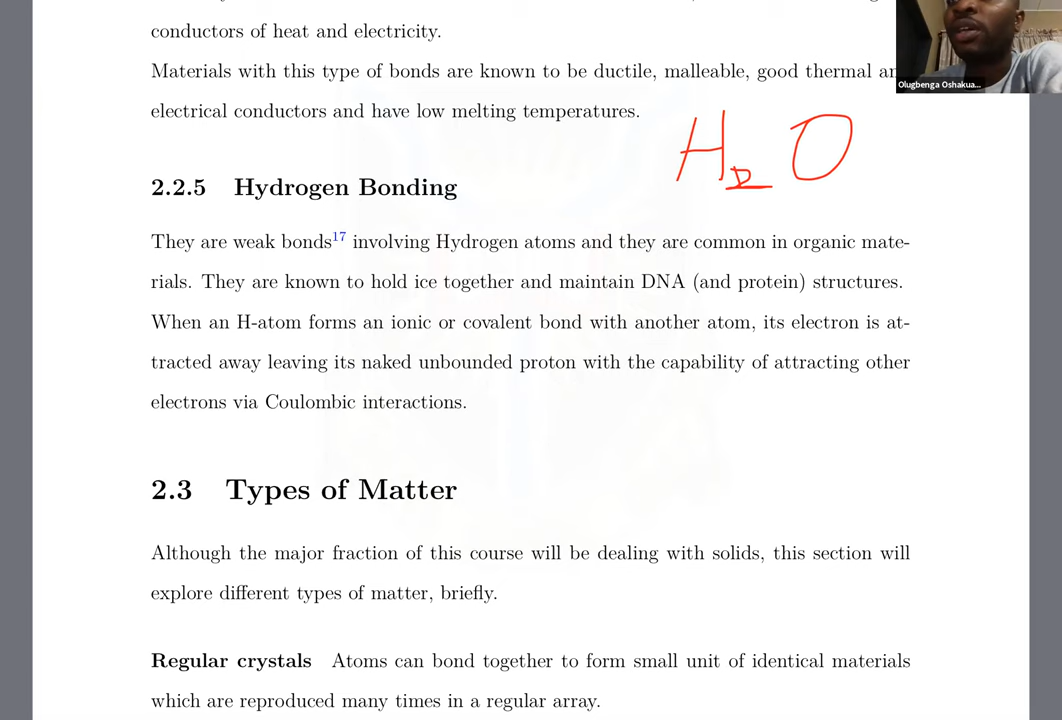 conductors of heat and electricity.
Materials with this type of bonds are known to be ductile, malleable, good thermal an
electrical conductors and have low melting temperatures.
Olugbenga Oshakua...
H2O
2.2.5 Hydrogen Bonding
They are weak bonds17 involving Hydrogen atoms and they are common in organic mate-
rials. They are known to hold ice together and maintain DNA (and protein) structures.
When an H-atom forms an ionic or covalent bond with another atom, its electron is at-
tracted away leaving its naked unbounded proton with the capability of attracting other
electrons via Coulombic interactions.
2.3 Types of Matter
Although the major fraction of this course will be dealing with solids, this section will
explore different types of matter, briefly.
Regular crystals Atoms can bond together to form small unit of identical materials
which are reproduced many times in a regular array.